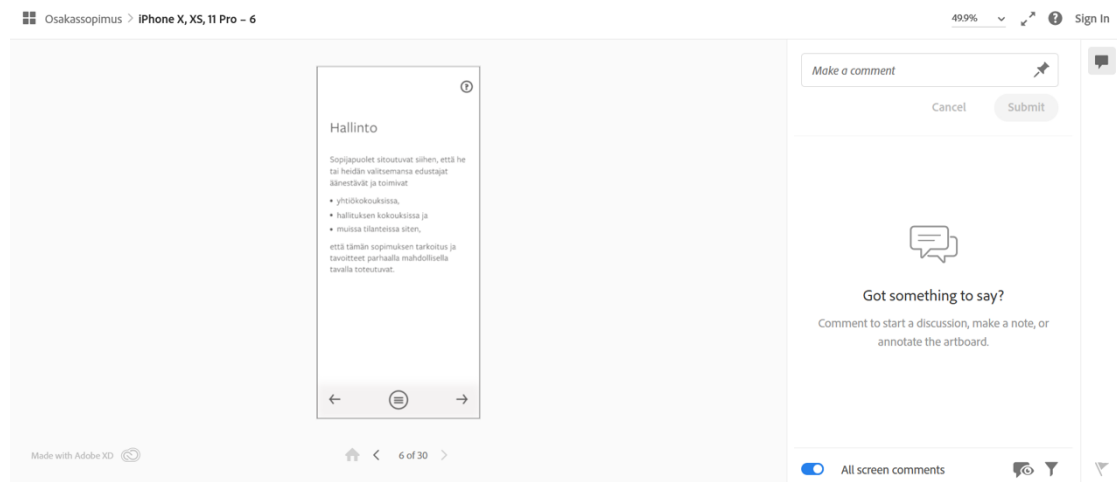 Osakassopimus > iPhone X, XS, 11 Pro – 6
49.9%
Sign In
Hallinto
Sopijapuolet sitoutuvat siihen, että he
tai heidän valitsemansa edustajat
äänestävät ja toimivat
• yhtiökokouksissa,
• hallituksen kokouksissa ja
• muissa tilanteissa siten,
että tämän sopimuksen tarkoitus ja
tavoitteet parhaalla mahdollisella
tavalla toteutuvat.
Made with Adobe XD
6 of 30
Make a comment
Cancel
Submit
Got something to say?
Comment to start a discussion, make a note, or
annotate the artboard.
All screen comments